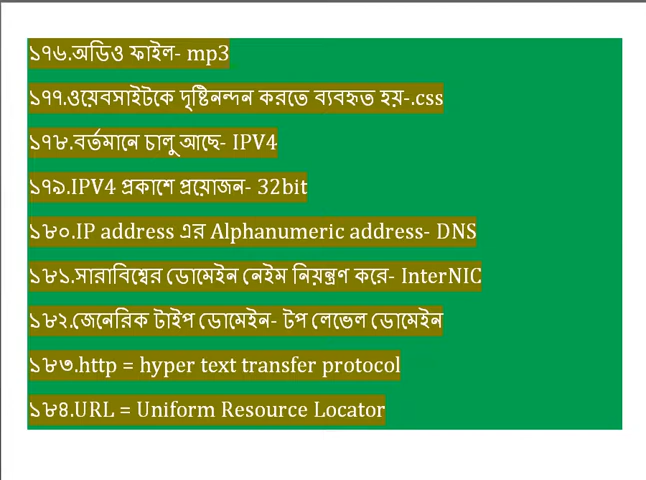 ১৭৬.অডিও ফাইল- mp3
১৭৭.ওয়েবসাইটকে দৃষ্টিনন্দন করতে ব্যবহৃত হয়-.css
১৭৮.বর্তমানে চালু আছে- IPV4
১৭৯.IPV4 প্রকাশে প্রয়োজন- 32bit
১৮০.IP address এর Alphanumeric address- DNS
১৮১.সারাবিশ্বের ডোমেইন নেইম নিয়ন্ত্রণ করে- InterNIC
১৮২.জেনেরিক টাইপ ডোমেইন- টপ লেভেল ডোমেইন
১৮৩.http = hyper text transfer protocol
১৮৪.URL = Uniform Resource Locator